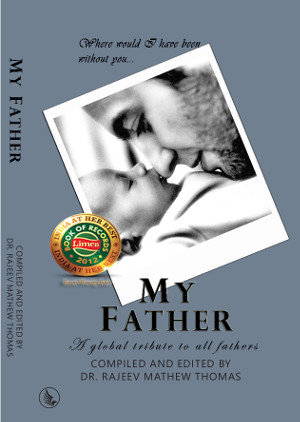 MY FATHER
COMPILED AND EDITED BY
DR. RAJEEV MATHEW THOMAS
Where would I have been
without you...
INDIA AT HER BEST
BOOK OF RECORDS
Limca
2012
INDIA AT HER BEST
MY
FATHER
A global tribute to all fathers
COMPILED AND EDITED BY
DR. RAJEEV MATHEW THOMAS